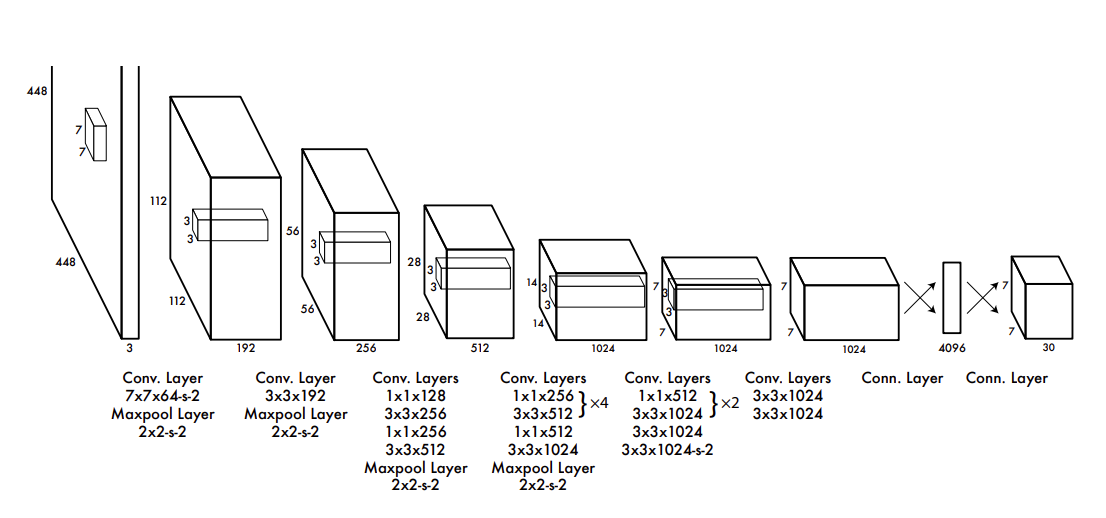 448
7
7
448
3
112
3
3
112
192
56
3
3
56
256
28
3
3
28
512
14
3
3
14
1024
7
3
3
7
1024
7
7
1024
4096
7
7
30
Conv. Layer
7x7x64-s-2
Maxpool Layer
2x2-s-2
Conv. Layer
3x3x192
Maxpool Layer
2x2-s-2
Conv. Layers
1x1x128
3x3x256
1x1x256
3x3x512
Maxpool Layer
2x2-s-2
Conv. Layers
1x1x256
3x3x512
} ×4
1x1x512
3x3x1024
Maxpool Layer
2x2-s-2
Conv. Layers
1x1x512
3x3x1024
} ×2
3x3x1024
3x3x1024-s-2
Conv. Layers
3x3x1024
3x3x1024
Conn. Layer
Conn. Layer